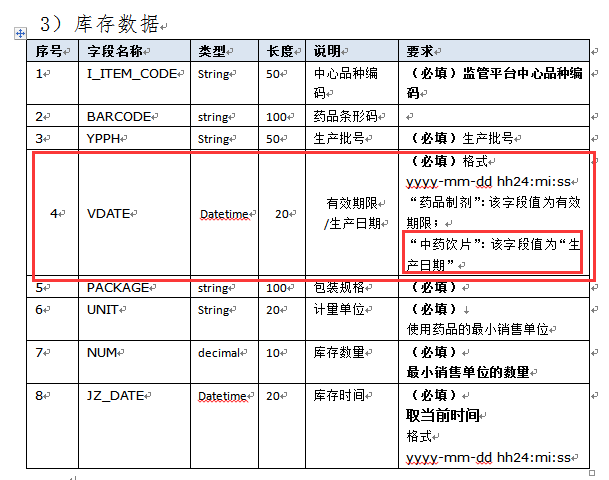 3）库存数据
序号 字段名称 类型 长度 说明 要求
1 I_ITEM_CODE String 50 中心品种编码 （必填）监管平台中心品种编码
2 BARCODE string 100 药品条形码
3 YPPH String 50 生产批号 （必填）生产批号
4 VDATE Datetime 20 有效期限/生产日期 （必填）格式
yyyy-mm-dd hh24:mi:ss
“药品制剂”：该字段值为有效期限；
“中药饮片”：该字段值为“生产日期”
5 PACKAGE string 100 包装规格 （必填）
6 UNIT String 20 计量单位 （必填）
使用药品的最小销售单位
7 NUM decimal 10 库存数量 （必填）
最小销售单位的数量
8 JZ_DATE Datetime 20 库存时间 （必填）
取当前时间
格式
yyyy-mm-dd hh24:mi:ss